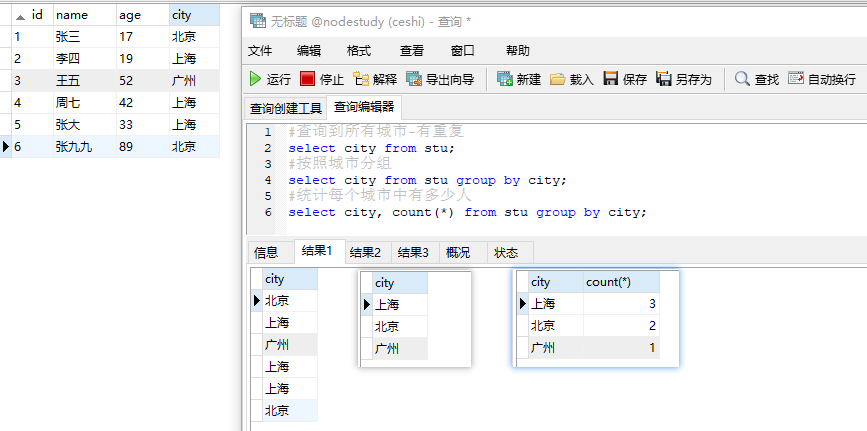 id name age city
1 张三 17 北京
2 李四 19 上海
3 王五 52 广州
4 周七 42 上海
5 张大 33 上海
6 张九九 89 北京
无标题 @nodestudy (ceshi) - 查询 *
文件 编辑 格式 查看 窗口 帮助
运行 停止 解释 导出向导 新建 载入 保存 另存为 查找 自动换行
查询创建工具 查询编辑器
1 #查询到所有城市-有重复
2 select city from stu;
3 #按照城市分组
4 select city from stu group by city;
5 #统计每个城市中有多少人
6 select city, count(*) from stu group by city;
信息 结果1 结果2 结果3 概况 状态
city
北京
上海
广州
上海
上海
北京
city
上海
北京
广州
city count(*)
上海 3
北京 2
广州 1